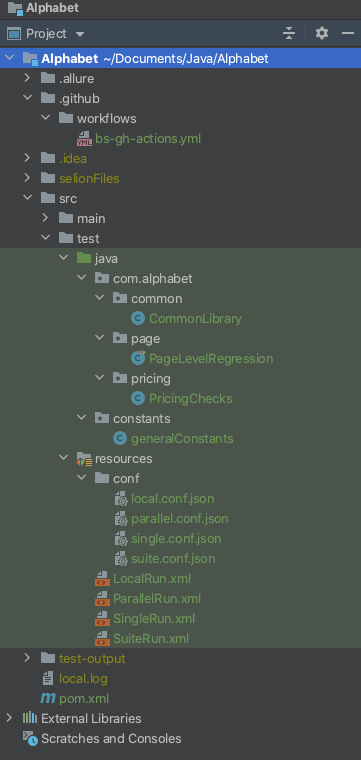 Alphabet
Project
Alphabet ~/Documents/Java/Alphabet
.allure
.github
workflows
YML bs-gh-actions.yml
.idea
selionFiles
src
main
test
java
com.alphabet
common
C CommonLibrary
page
C PageLevelRegression
pricing
C PricingChecks
constants
C generalConstants
resources
conf
local.conf.json
parallel.conf.json
single.conf.json
suite.conf.json
LocalRun.xml
ParallelRun.xml
SingleRun.xml
SuiteRun.xml
test-output
local.log
m pom.xml
External Libraries
Scratches and Consoles